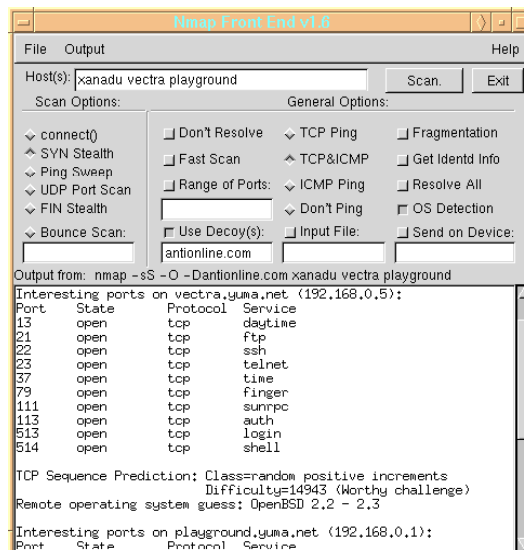 Nmap Front End v1.6
File Output Help
Host(s): xanadu vectra playground Scan. Exit
Scan Options: General Options:
connect() Don't Resolve TCP Ping Fragmentation
SYN Stealth Fast Scan TCP&ICMP Get Identd Info
Ping Sweep Range of Ports: ICMP Ping Resolve All
UDP Port Scan
FIN Stealth Don't Ping OS Detection
Bounce Scan: Use Decoy(s): Input File: Send on Device:
antionline.com
Output from: nmap -sS -O -Dantionline.com xanadu vectra playground
Interesting ports on vectra.yuma.net (192.168.0.5):
Port State Protocol Service
13 open tcp daytime
21 open tcp ftp
22 open tcp ssh
23 open tcp telnet
37 open tcp time
79 open tcp finger
111 open tcp sunrpc
113 open tcp auth
513 open tcp login
514 open tcp shell
TCP Sequence Prediction: Class=random positive increments
Difficulty=14943 (Worthy challenge)
Remote operating system guess: OpenBSD 2.2 - 2.3
Interesting ports on playground.yuma.net (192.168.0.1):
Port State Protocol Service